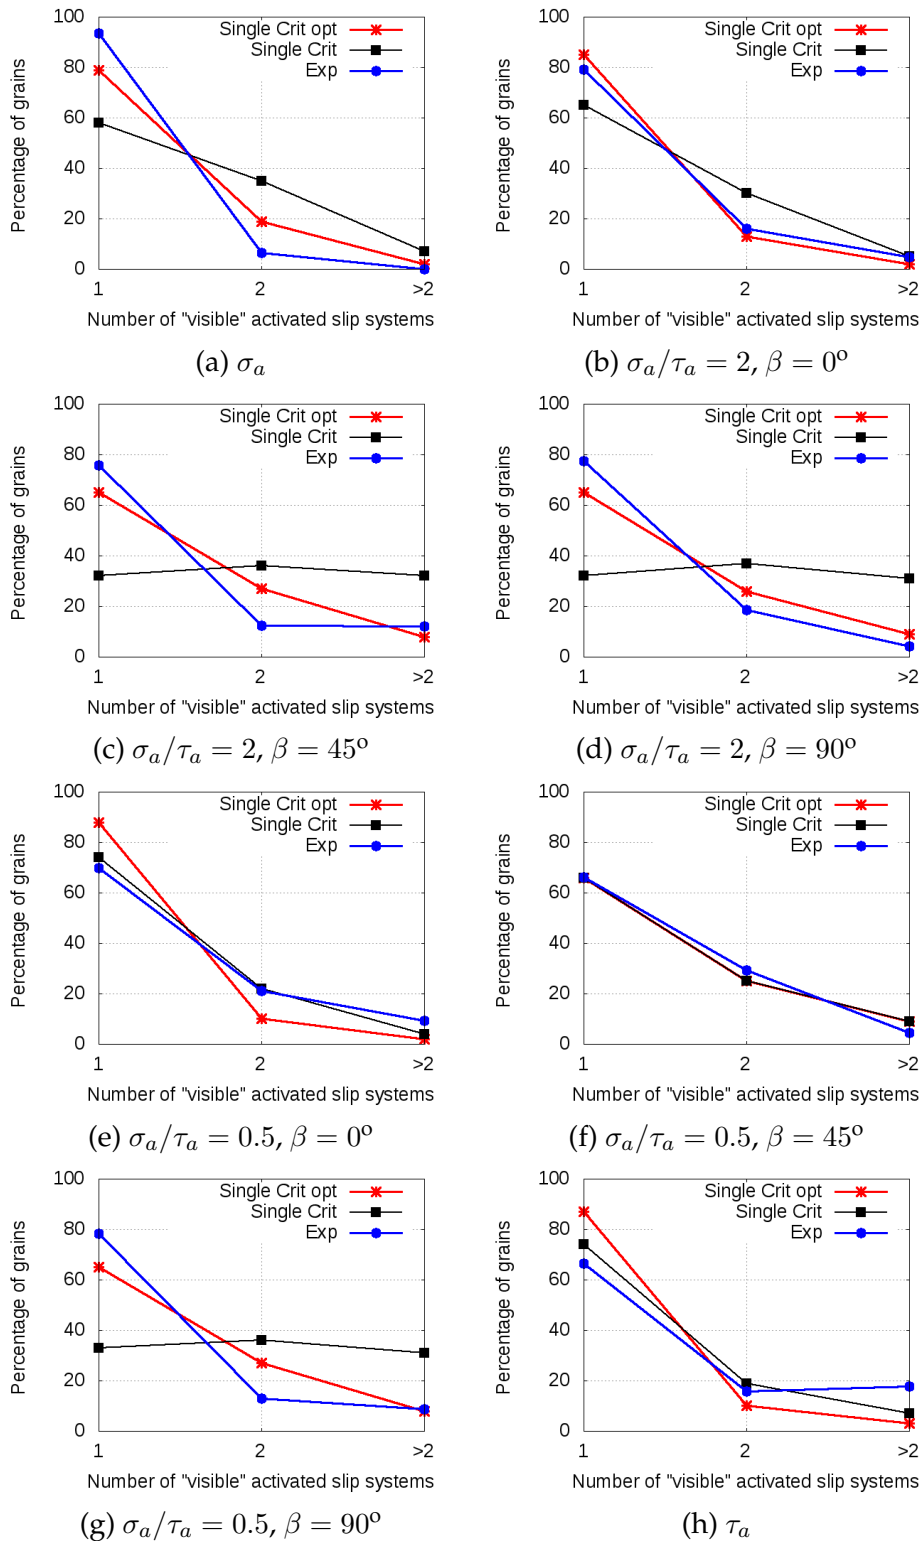 Percentage of grains
100
80
60
40
20
0
Single Crit opt
Single Crit
Exp
1 2 >2
Number of "visible" activated slip systems
(a) σₐ
Percentage of grains
100
80
60
40
20
0
Single Crit opt
Single Crit
Exp
1 2 >2
Number of "visible" activated slip systems
(b) σₐ/τₐ = 2, β = 0º
Percentage of grains
100
80
60
40
20
0
Single Crit opt
Single Crit
Exp
1 2 >2
Number of "visible" activated slip systems
(c) σₐ/τₐ = 2, β = 45º
Percentage of grains
100
80
60
40
20
0
Single Crit opt
Single Crit
Exp
1 2 >2
Number of "visible" activated slip systems
(d) σₐ/τₐ = 2, β = 90º
Percentage of grains
100
80
60
40
20
0
Single Crit opt
Single Crit
Exp
1 2 >2
Number of "visible" activated slip systems
(e) σₐ/τₐ = 0.5, β = 0º
Percentage of grains
100
80
60
40
20
0
Single Crit opt
Single Crit
Exp
1 2 >2
Number of "visible" activated slip systems
(f) σₐ/τₐ = 0.5, β = 45º
Percentage of grains
100
80
60
40
20
0
Single Crit opt
Single Crit
Exp
1 2 >2
Number of "visible" activated slip systems
(g) σₐ/τₐ = 0.5, β = 90º
Percentage of grains
100
80
60
40
20
0
Single Crit opt
Single Crit
Exp
1 2 >2
Number of "visible" activated slip systems
(h) τₐ